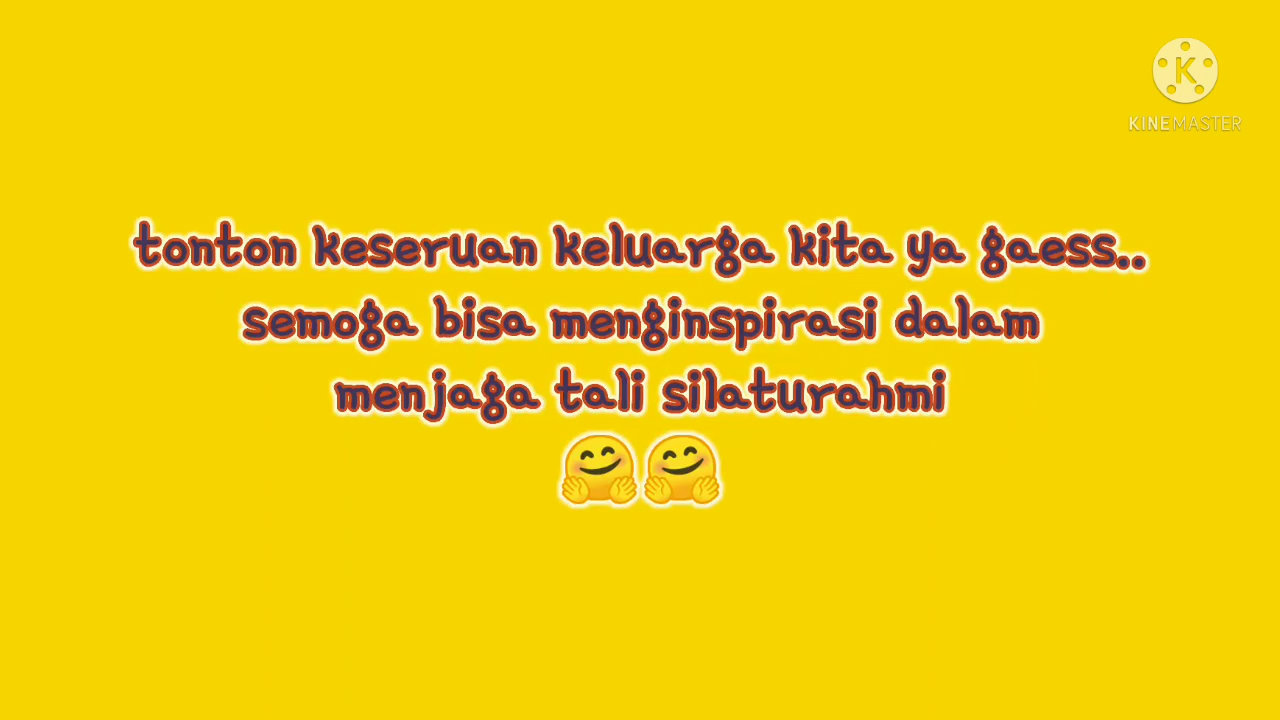 KINEMASTER
tonton keseruan keluarga kita ya gaess..
semoga bisa menginspirasi dalam
menjaga tali silaturahmi
🤗🤗